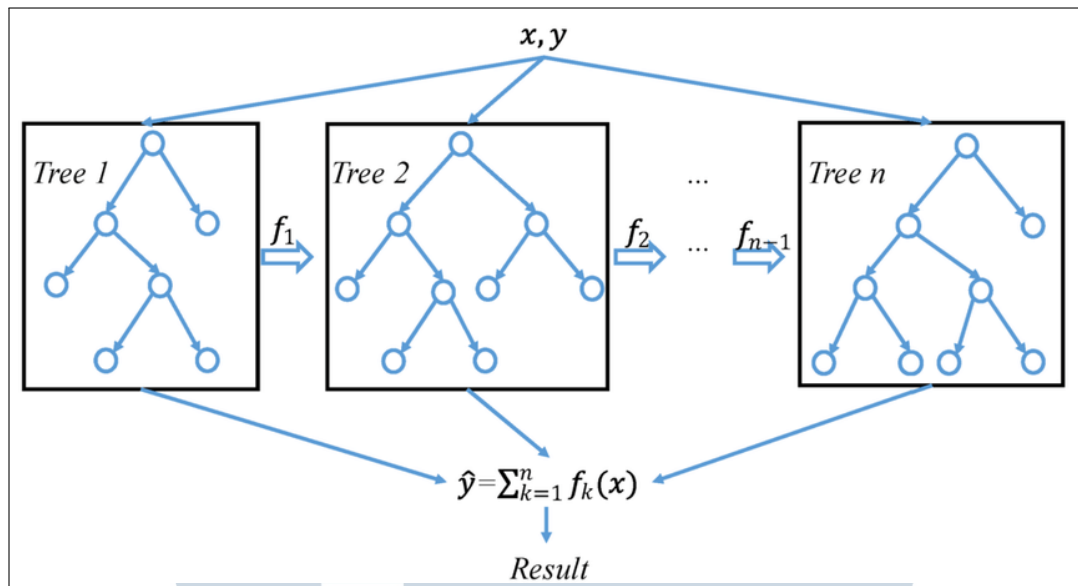 x, y
Tree 1
Tree 2
...
Tree n
f₁
f₂
...
fₙ₋₁
ŷ=∑ⁿₖ₌₁ fₖ(x)
Result